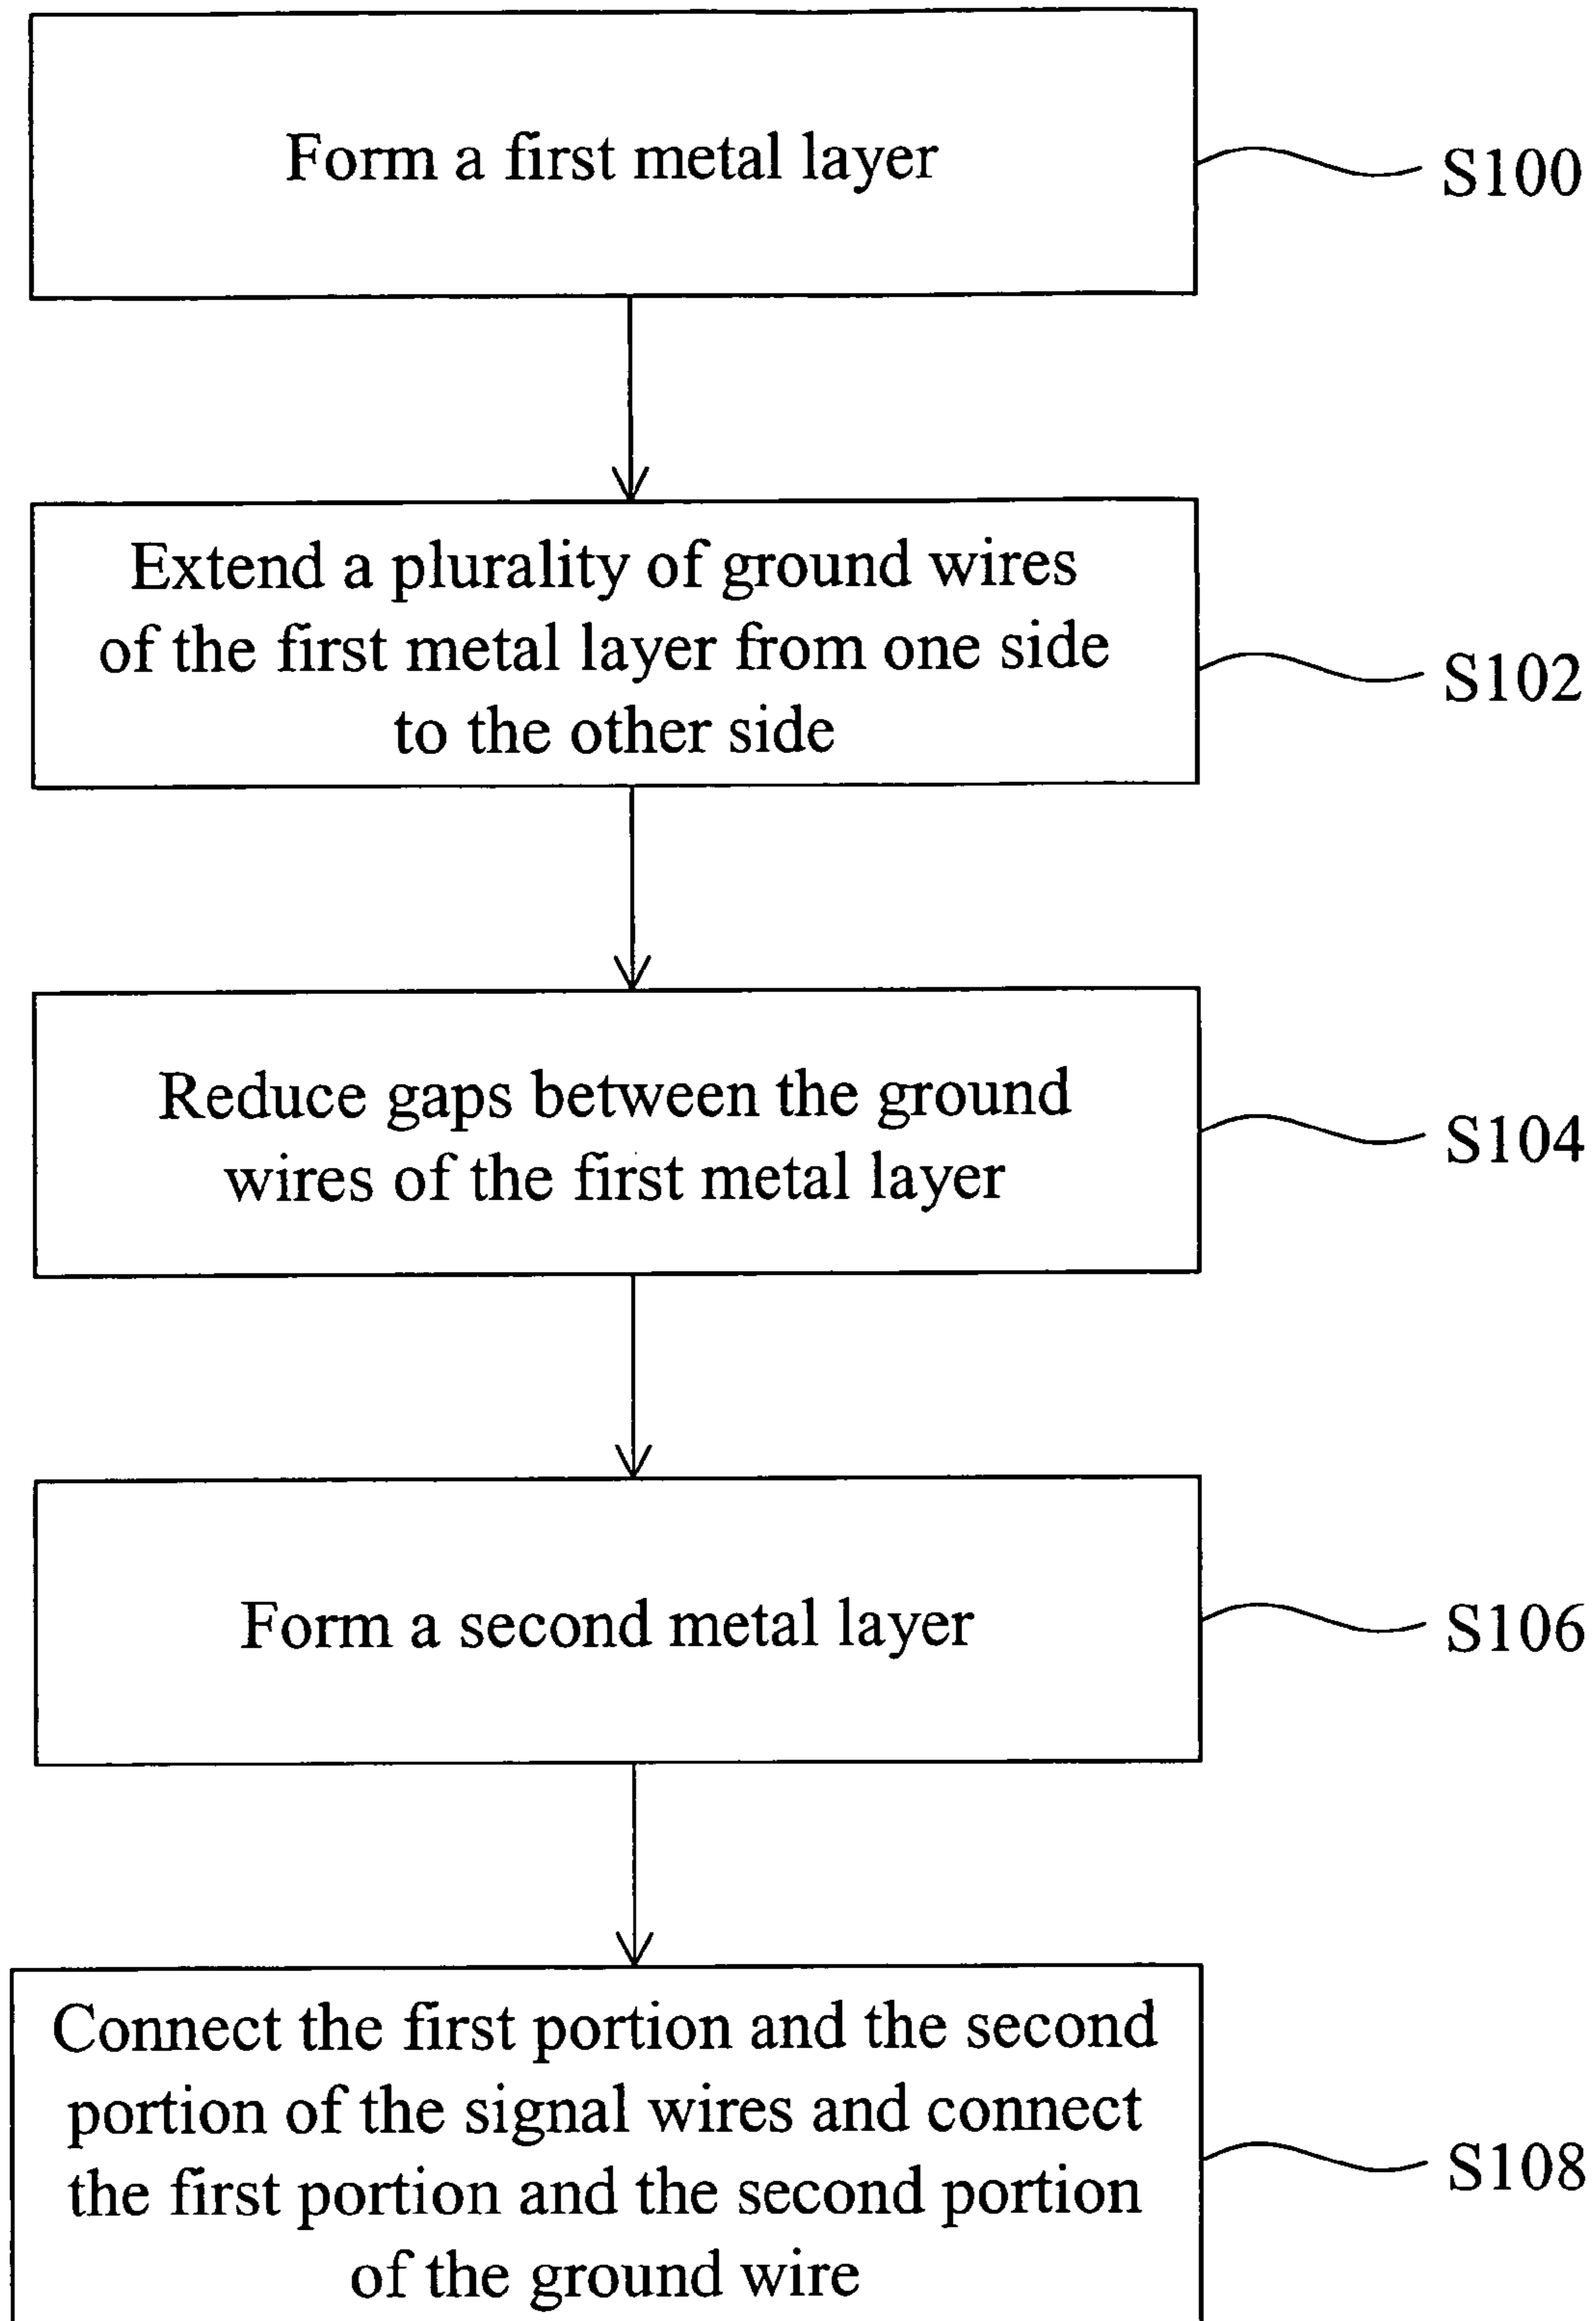 Form a first metal layer
S100
Extend a plurality of ground wires
of the first metal layer from one side
to the other side
S102
Reduce gaps between the ground
wires of the first metal layer
S104
Form a second metal layer
S106
Connect the first portion and the second
portion of the signal wires and connect
the first portion and the second portion
of the ground wire
S108